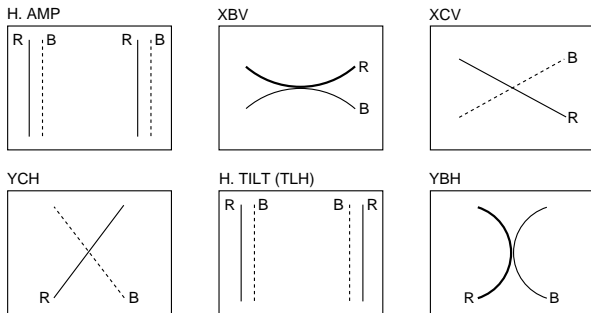 H. AMP
R B R B
XBV
R
B
XCV
B
R
YCH
R B
H. TILT (TLH)
R B B R
YBH
R B